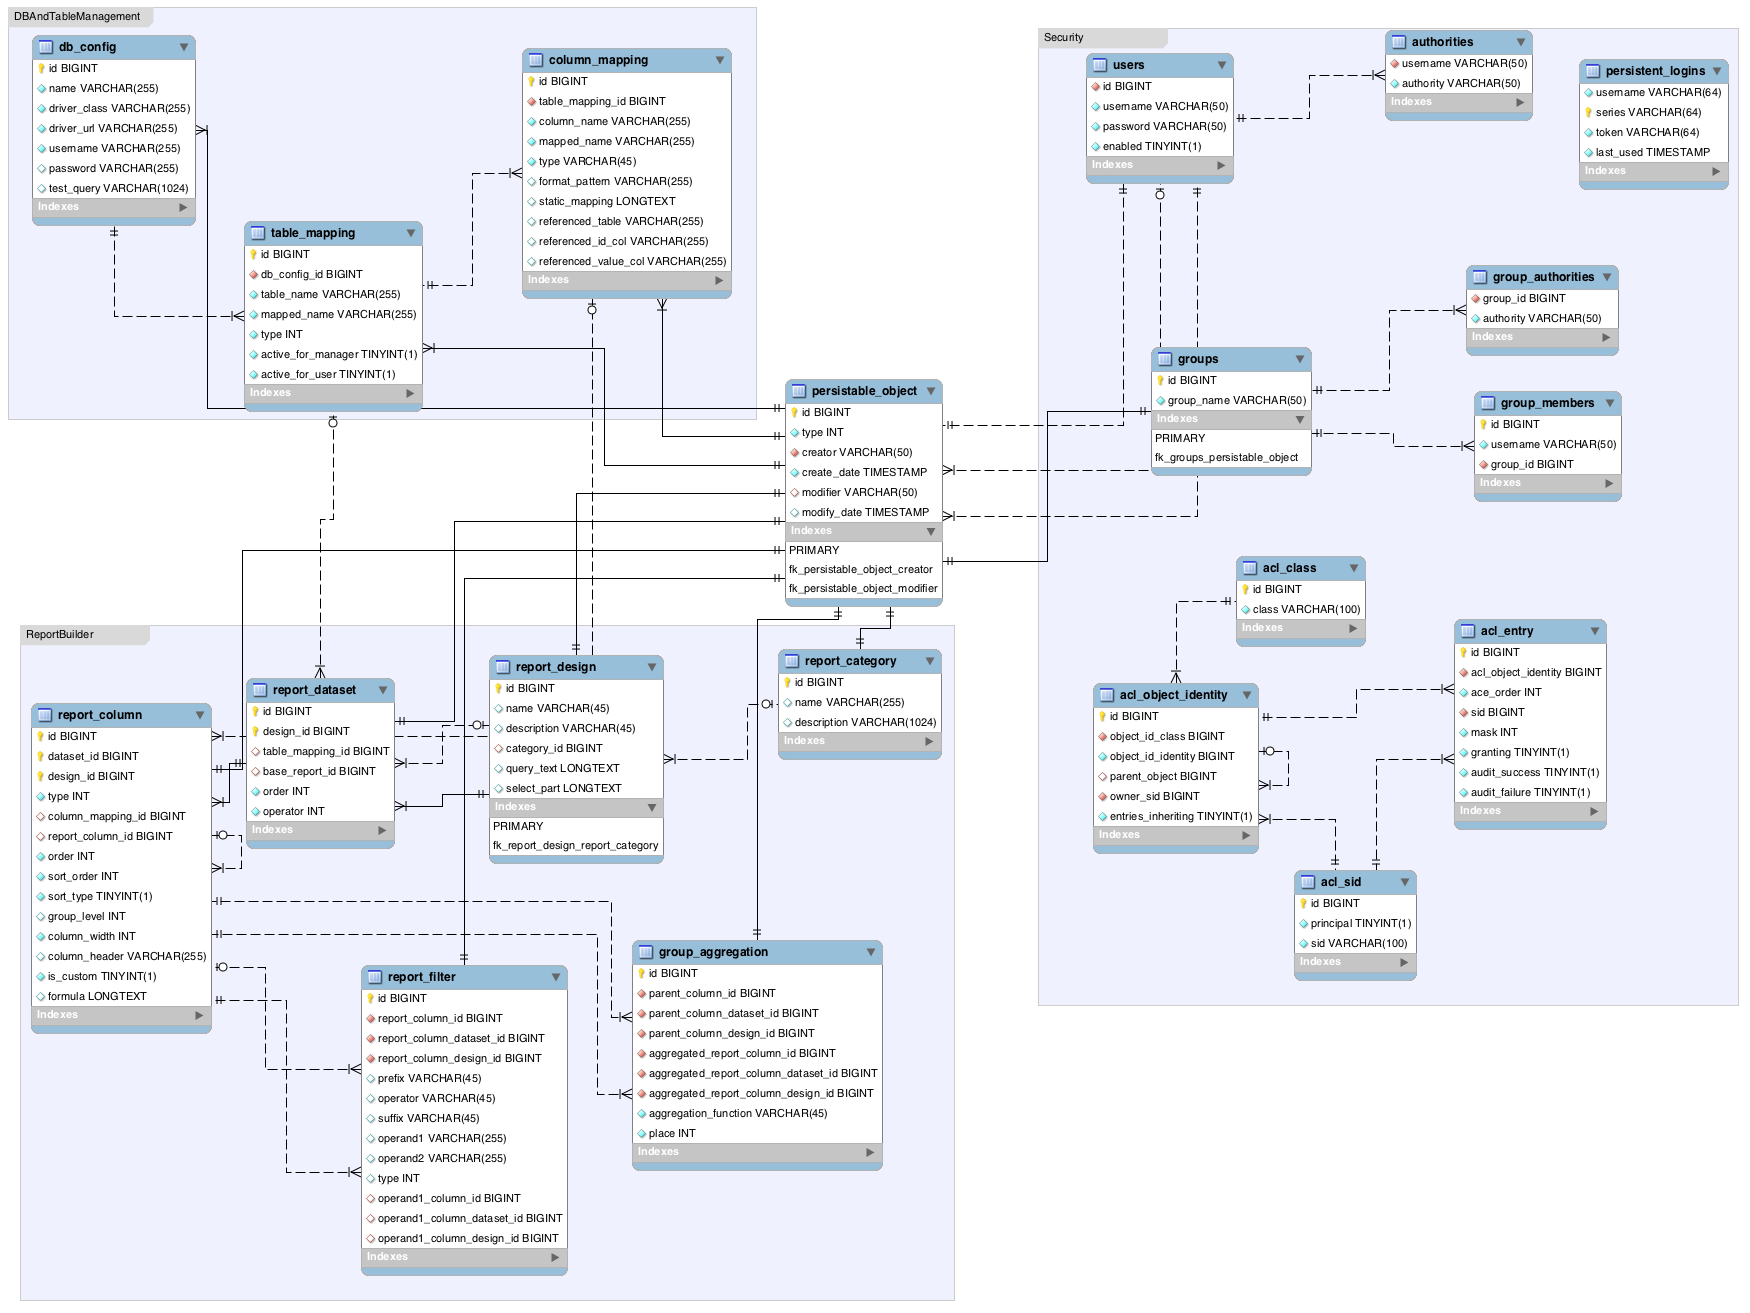 DBAndTableManagement
db_config
id BIGINT
name VARCHAR(255)
driver_class VARCHAR(255)
driver_url VARCHAR(255)
username VARCHAR(255)
password VARCHAR(255)
test_query VARCHAR(1024)
Indexes
column_mapping
id BIGINT
table_mapping_id BIGINT
column_name VARCHAR(255)
mapped_name VARCHAR(255)
type VARCHAR(45)
format_pattern VARCHAR(255)
static_mapping LONGTEXT
referenced_table VARCHAR(255)
referenced_id_col VARCHAR(255)
referenced_value_col VARCHAR(255)
Indexes
table_mapping
id BIGINT
db_config_id BIGINT
table_name VARCHAR(255)
mapped_name VARCHAR(255)
type INT
active_for_manager TINYINT(1)
active_for_user TINYINT(1)
Indexes
persistable_object
id BIGINT
type INT
creator VARCHAR(50)
create_date TIMESTAMP
modifier VARCHAR(50)
modify_date TIMESTAMP
Indexes
PRIMARY
fk_persistable_object_creator
fk_persistable_object_modifier
Security
users
id BIGINT
username VARCHAR(50)
password VARCHAR(50)
enabled TINYINT(1)
Indexes
authorities
username VARCHAR(50)
authority VARCHAR(50)
Indexes
persistent_logins
username VARCHAR(64)
series VARCHAR(64)
token VARCHAR(64)
last_used TIMESTAMP
Indexes
group_authorities
group_id BIGINT
authority VARCHAR(50)
Indexes
groups
id BIGINT
group_name VARCHAR(50)
Indexes
PRIMARY
fk_groups_persistable_object
group_members
id BIGINT
username VARCHAR(50)
group_id BIGINT
Indexes
acl_class
id BIGINT
class VARCHAR(100)
Indexes
acl_entry
id BIGINT
acl_object_identity BIGINT
ace_order INT
sid BIGINT
mask INT
granting TINYINT(1)
audit_success TINYINT(1)
audit_failure TINYINT(1)
Indexes
acl_object_identity
id BIGINT
object_id_class BIGINT
object_id_identity BIGINT
parent_object BIGINT
owner_sid BIGINT
entries_inheriting TINYINT(1)
Indexes
acl_sid
id BIGINT
principal TINYINT(1)
sid VARCHAR(100)
Indexes
ReportBuilder
report_column
id BIGINT
dataset_id BIGINT
design_id BIGINT
type INT
column_mapping_id BIGINT
report_column_id BIGINT
order INT
sort_order INT
sort_type TINYINT(1)
group_level INT
column_width INT
column_header VARCHAR(255)
is_custom TINYINT(1)
formula LONGTEXT
Indexes
report_dataset
id BIGINT
design_id BIGINT
table_mapping_id BIGINT
base_report_id BIGINT
order INT
operator INT
Indexes
report_design
id BIGINT
name VARCHAR(45)
description VARCHAR(45)
category_id BIGINT
query_text LONGTEXT
select_part LONGTEXT
Indexes
PRIMARY
fk_report_design_report_category
report_category
id BIGINT
name VARCHAR(255)
description VARCHAR(1024)
Indexes
report_filter
id BIGINT
report_column_id BIGINT
report_column_dataset_id BIGINT
report_column_design_id BIGINT
prefix VARCHAR(45)
operator VARCHAR(45)
suffix VARCHAR(45)
operand1 VARCHAR(255)
operand2 VARCHAR(255)
type INT
operand1_column_id BIGINT
operand1_column_dataset_id BIGINT
operand1_column_design_id BIGINT
Indexes
group_aggregation
id BIGINT
parent_column_id BIGINT
parent_column_dataset_id BIGINT
parent_column_design_id BIGINT
aggregated_report_column_id BIGINT
aggregated_report_column_dataset_id BIGINT
aggregated_report_column_design_id BIGINT
aggregation_function VARCHAR(45)
place INT
Indexes